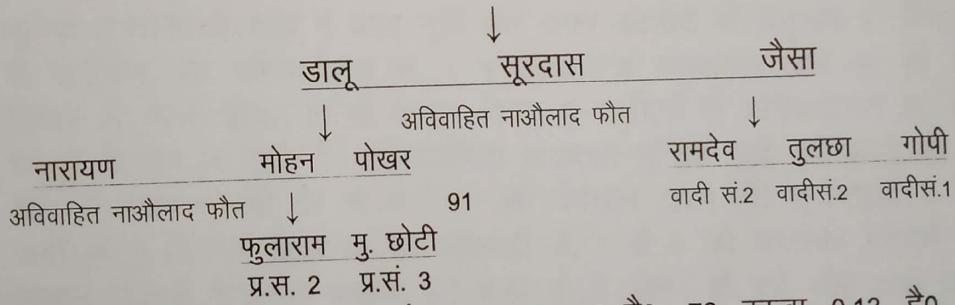 डालू सूरदास जैसा
अविवाहित नाऔलाद फौत
नारायण मोहन पोखर रामदेव तुलछा गोपी
अविवाहित नाऔलाद फौत 91 वादी सं.2 वादीसं.2 वादीसं.1
फुलाराम मु. छोटी
प्र.स. 2 प्र.सं. 3